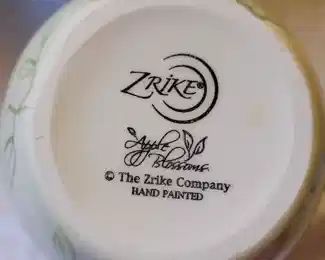 ZRIKE®
Apple
Blossoms
© The Zrike Company
HAND PAINTED